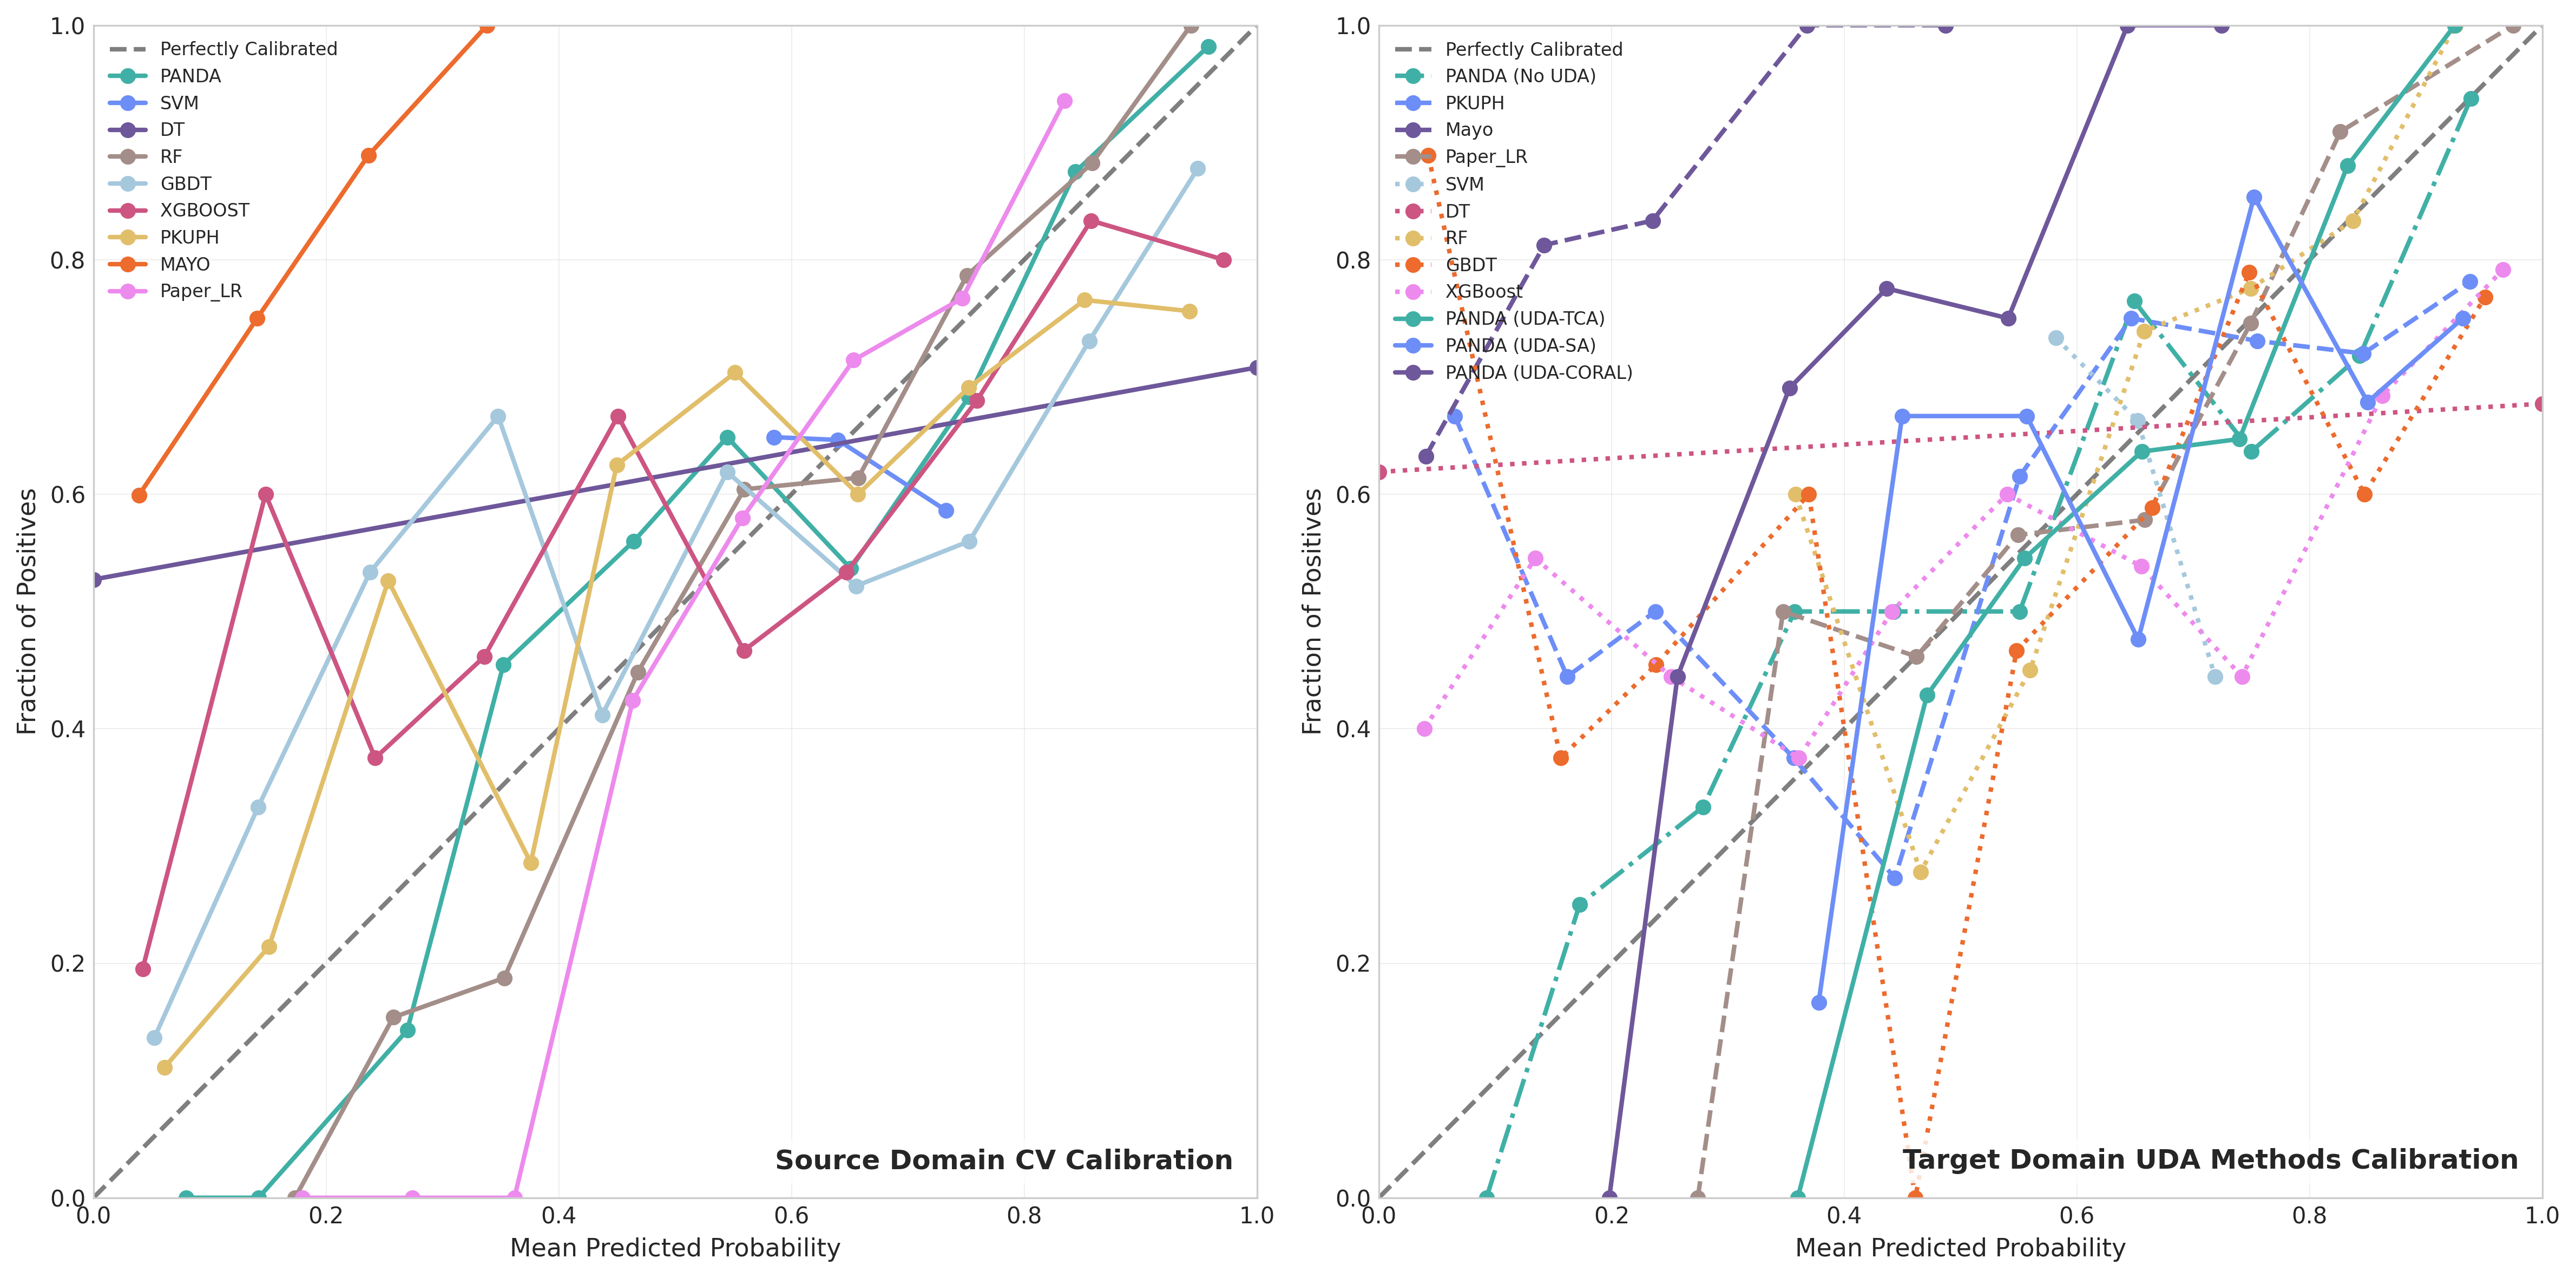 1.0
0.8
0.6
0.4
0.2
0.0
Fraction of Positives
Perfectly Calibrated
PANDA
SVM
DT
RF
GBDT
XGBOOST
PKUPH
MAYO
Paper_LR
Source Domain CV Calibration
0.0 0.2 0.4 0.6 0.8 1.0
Mean Predicted Probability
1.0
0.8
0.6
0.4
0.2
0.0
Fraction of Positives
Perfectly Calibrated
PANDA (No UDA)
PKUPH
Mayo
Paper_LR
SVM
DT
RF
GBDT
XGBoost
PANDA (UDA-TCA)
PANDA (UDA-SA)
PANDA (UDA-CORAL)
Target Domain UDA Methods Calibration
0.0 0.2 0.4 0.6 0.8 1.0
Mean Predicted Probability